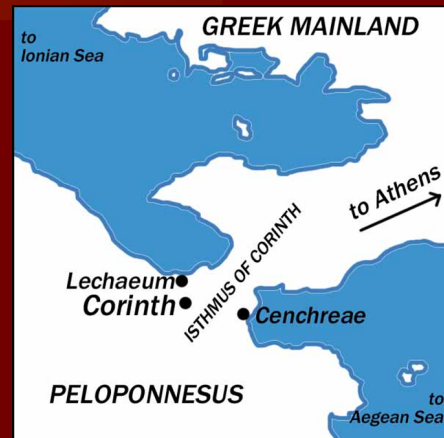 GREEK MAINLAND
to
Ionian Sea
to Athens
ISTHMUS OF CORINTH
Lechaeum
Corinth
Cenchreae
PELOPONNESUS
to
Aegean Sea